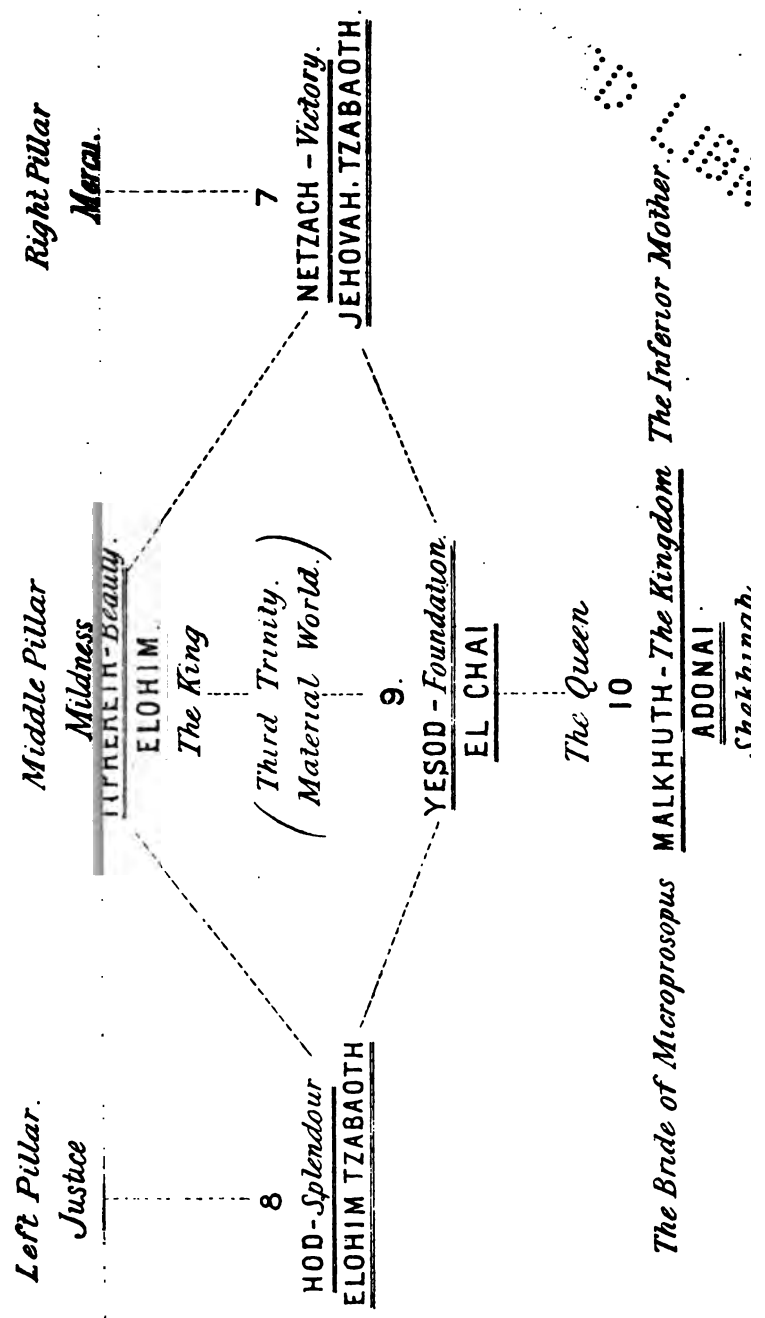 Left Pillar.
Justice
8
HOD-Splendour
ELOHIM TZABAOTH
Middle Pillar
Mildness
Beauty.
ELOHIM.
The King
(Third Trinity.
Material World.)
9.
YESOD-Foundation.
EL CHAI
The Queen
10
The Bride of Microprosopus MALKHUTH-The Kingdom The Inferior Mother.
ADONAI
Shekhinah.
Right Pillar
Mercy.
7
NETZACH-Victory.
JEHOVAH. TZABAOTH.